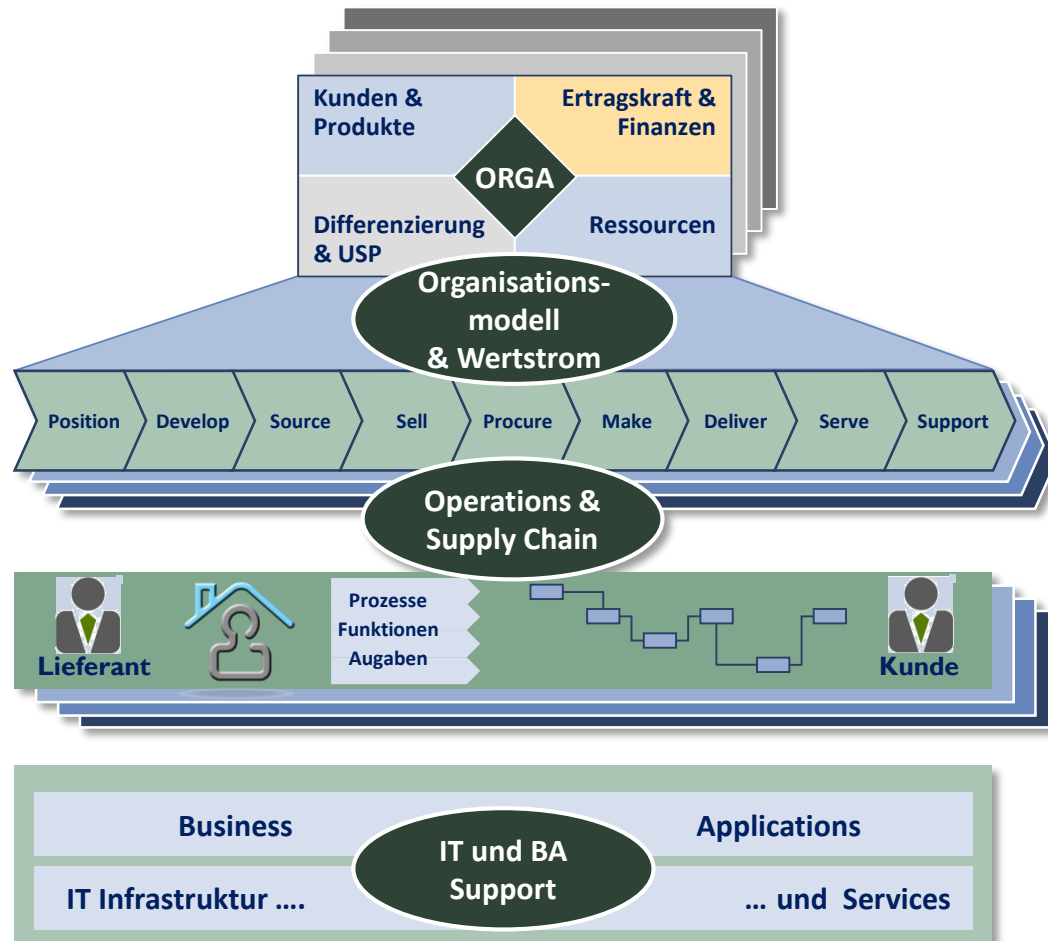 Kunden &
Produkte
Ertragskraft &
Finanzen
ORGA
Differenzierung
& USP
Ressourcen
Organisations-
modell
& Wertstrom
Position
Develop
Source
Sell
Procure
Make
Deliver
Serve
Support
Operations &
Supply Chain
Lieferant
Prozesse
Funktionen
Augaben
Kunde
Business
Applications
IT und BA
Support
IT Infrastruktur ....
... und Services